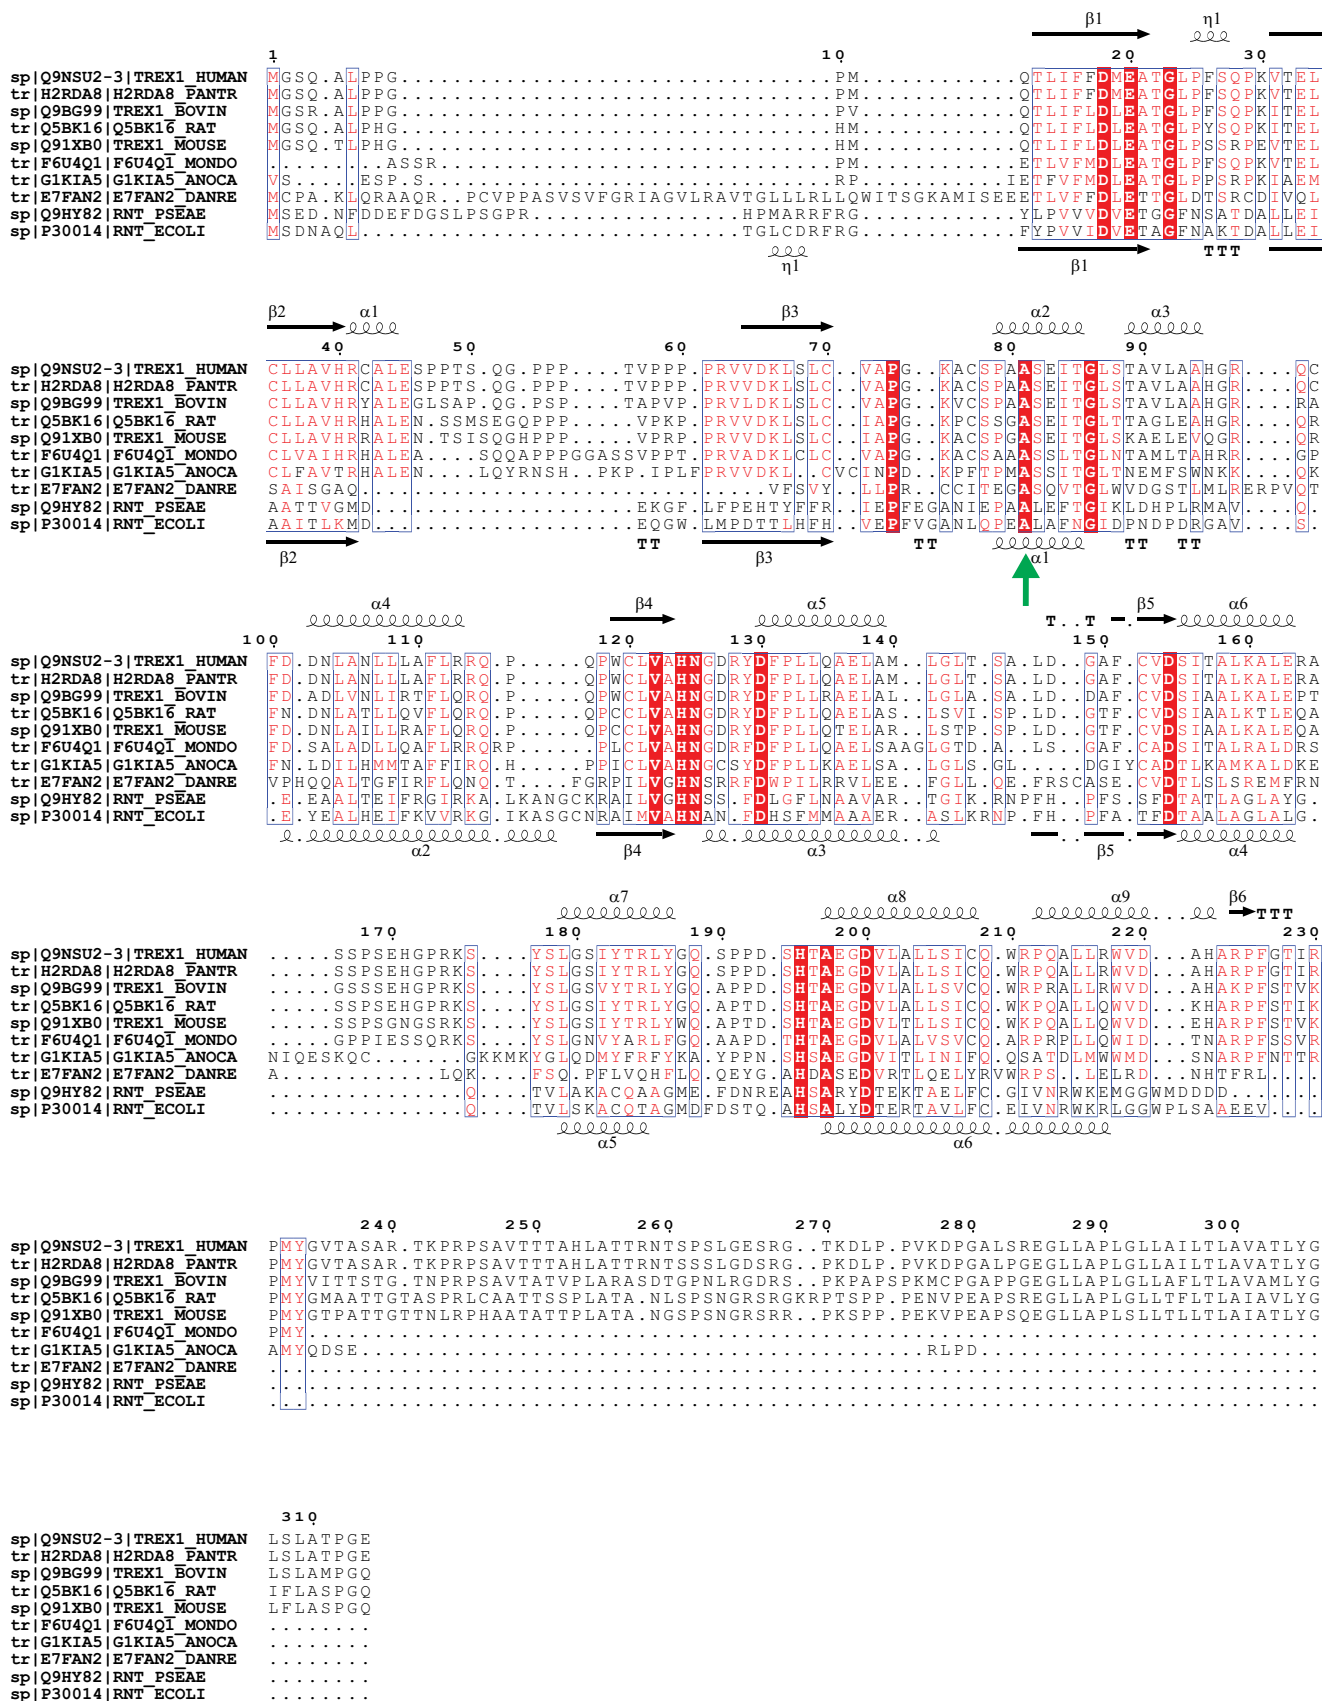 β1 η1
1 10 20 30
sp|Q9NSU2-3|TREX1_HUMAN MGSQ.ALPPG.................................PM............QTLIFFDMEATGLPFSQPKVTEL
tr|H2RDA8|H2RDA8_PANTR MGSQ.ALPPG.................................PM............QTLIFFDMEATGLPFSQPKVTEL
sp|Q9BG99|TREX1_BOVIN MGSR.ALPPG.................................PV............QTLIFLDLEATGLPFSQPKITEL
tr|Q5BK16|Q5BK16_RAT MGSQ.ALPHG.................................HM............QTLIFLDLEATGLPYSQPKITEL
sp|Q91XB0|TREX1_MOUSE MGSQ.TLPHG.................................HM............QTLIFLDLEATGLPSSRPEVTEL
tr|F6U4Q1|F6U4Q1_MONDO .........ASSR..............................PM............ETLVFMDLEATGLPFSQPKVTEL
tr|G1KIA5|G1KIA5_ANOCA VS.....ESP.S...............................RP...........IETFVFMDLEATGLPPSRPKIAEM
tr|E7FAN2|E7FAN2_DANRE MCPA.KLQRAAQR.PCVPPASVSVFGRIAGVLRAVTGLLLRLLQWITSGKAMISEEETLVFFDLETTGLDTSRCDIVQL
sp|Q9HY82|RNT_PSEAE MSED.NFDDEFDGSLPSGPR................HPMARRFRG............YLPVVVDVETGGFNSATDALLEI
sp|P30014|RNT_ECOLI MSDNAQL.............................TGLCDRFRG............FYPVVIDVETAGFNAKTDALLEI
η1 β1 TTT
β2 α1 β3 α2 α3
40 50 60 70 80 90
sp|Q9NSU2-3|TREX1_HUMAN CLLAVHRCALESPPTS.QG.PPP....TVPPP.PRVVDKLSLC..VAPG..KACSPAASEITGLSTAVLAAHGR....QC
tr|H2RDA8|H2RDA8_PANTR CLLAVHRCALESPPTS.QG.PPP....TVPPP.PRVVDKLSLC..VAPG..KACSPAASEITGLSTAVLAAHGR....QC
sp|Q9BG99|TREX1_BOVIN CLLAVHRYALEGLSAP.QG.PSP....TAPVP.PRVLDKLSLC..VAPG..KVCSPAASEITGLSTAVLAAHGR....RA
tr|Q5BK16|Q5BK16_RAT CLLAVHRHALEN.SSMSEGQPPP....VPKP.PRVVDKLSLC..IAPG..KPCSSGASEITGLTTAGLEAHGR....QR
sp|Q91XB0|TREX1_MOUSE CLLAVHRRALEN.TSISQGHPPP....VPRP.PRVVDKLSLC..IAPG..KACSPGASEITGLSKAELEVQGR....QR
tr|F6U4Q1|F6U4Q1_MONDO CLVAIHRHALEA...SQQAPPPGGASSVPPT.PRVADKLCLC..VAPG..KACSAAASSLTGLNTAMLTAHRR....GP
tr|G1KIA5|G1KIA5_ANOCA CLFAVTRHALEN...LQYRNSH..PKP.IPLFPRVVDKL.CVCINPD..KPFTPMASSITGLTNEMFSWNKK....QK
tr|E7FAN2|E7FAN2_DANRE SAISGAQ...............................VFSVY..LLPR..CCITEGASQVTGLWVDGSTLMLRERPVQT
sp|Q9HY82|RNT_PSEAE AATTVGMD.....................EKGF.LFPEHTYFFR..IEPFEGANIEPAALEFTGIKLDHPLRMAV....Q.
sp|P30014|RNT_ECOLI AAITLKMD.....................EQGW.LMPDTTLHFH..VEPFVGANLQPEALAFNGIDPNDPDRGAV....S.
β2 TT β3 TT α1 TT TT
α4 β4 α5 T..T β5 α6
100 110 120 130 140 150 160
sp|Q9NSU2-3|TREX1_HUMAN FD.DNLANLLLAFLRRQ.P.....QPWCLVAHNGDRYDFPLLQAELAM..LGLT.SA.LD..GAF.CVDSITALKALERA
tr|H2RDA8|H2RDA8_PANTR FD.DNLANLLLAFLRRQ.P.....QPWCLVAHNGDRYDFPLLQAELAM..LGLT.SA.LD..GAF.CVDSITALKALERA
sp|Q9BG99|TREX1_BOVIN FD.ADLVNLIRTFLQRQ.P.....QPWCLVAHNGDRYDFPLLRAELAL..LGLA.SA.LD..DAF.CVDSIAALKALEPT
tr|Q5BK16|Q5BK16_RAT FN.DNLATLLQVFLQRQ.P.....QPCCLVAHNGDRYDFPLLQAELAS..LSVI.SP.LD..GTF.CVDSIAALKTLEQA
sp|Q91XB0|TREX1_MOUSE FD.DNLAILLRAFLQRQ.P.....QPCCLVAHNGDRYDFPLLQTELAR..LSTP.SP.LD..GTF.CVDSIAALKALEQA
tr|F6U4Q1|F6U4Q1_MONDO FD.SALADLLQAFLRRQRP.....PLCLVAHNGDRFDFPLLQAELSAAGLGTD.A.LS..GAF.CADSITALRALDRS
tr|G1KIA5|G1KIA5_ANOCA FN.LDILHMMTAFFIRQ.H.....PPICLVAHNGCSYDFPLLKAELSA..LGLS.GL...DGIYCADTLKAMKALDKE
tr|E7FAN2|E7FAN2_DANRE VPHQQALTGFIRFLQNQ.T....FGRPILVGHNSRRFDWPILRRVLEE..FGLL.QE.FRSCASE.CVDTLSLSREMFRN
sp|Q9HY82|RNT_PSEAE .E.EAALTEIFRGIRKA.LKANGCKRAILVGHNSS.FDLGFLNAAVAR..TGIK.RNPFH..PFS.SFDTATLAGLAYG.
sp|P30014|RNT_ECOLI .E.YEALHEIFKVVRKG.IKASGCNRAIMVAHNAN.FDHSFMMAAAER..ASLKRNP.FH..PFA.TFDTAALAGLALG.
α2 β4 α3 β5 α4
α7 α8 α9 β6 TTT
170 180 190 200 210 220 230
sp|Q9NSU2-3|TREX1_HUMAN .....SSPSEHGPRKS....YSLGSIYTRLYGQ.SPPD.SHTAEGDVLALLSICQ.WRPQALLRWVD...AHARPFGTIR
tr|H2RDA8|H2RDA8_PANTR .....SSPSEHGPRKS....YSLGSIYTRLYGQ.SPPD.SHTAEGDVLALLSICQ.WRPQALLRWVD...AHARPFGTIR
sp|Q9BG99|TREX1_BOVIN .....GSSSEHGPRKS....YSLGSVYTRLYGQ.APPD.SHTAEGDVLALLSVCQ.WRPRALLRWVD...AHAKPFSTVK
tr|Q5BK16|Q5BK16_RAT .....SSPSEHGPRKS....YSLGSIYTRLYGQ.APTD.SHTAEGDVLALLSICQ.WKPQALLQWVD...KHARPFSTIK
sp|Q91XB0|TREX1_MOUSE .....SSPSGNGSRKS....YSLGSIYTRLYWQ.APTD.SHTAEGDVLTLLSICQ.WKPQALLQWVD...EHARPFSTVK
tr|F6U4Q1|F6U4Q1_MONDO .....GPPIESSQRKS....YSLGNVYARLFGQ.AAPD.SHTAEGDVLALVSVCQ.ARPRPLLQWID...TNARPFSSVR
tr|G1KIA5|G1KIA5_ANOCA NIQESKQC.......GKKMKYGLQDMYFRFYKA.YPPN.SHSAEGDVITLINIFQ.QSATDLMWWMD...SNARPFNTTR
tr|E7FAN2|E7FAN2_DANRE A............LQK....FSQ.PFLVQHFLQ.QEYG.AHDASEDVRTLQELYRVWRPS..LELRD...NHTFRL....
sp|Q9HY82|RNT_PSEAE ...............Q....TVLAKACQAAGME.FDNREAHSARYDTEKTAELFC.GIVNRWKEMGGWMDDDD.......
sp|P30014|RNT_ECOLI ...............Q....TVLSKACQTAGMDFDSTQ.AHSALYDTERTAVLFC.EIVNRWKRLGGWPLSAAEEV....
α5 α6
240 250 260 270 280 290 300
sp|Q9NSU2-3|TREX1_HUMAN PMYGVTASAR.TKPRPSAVTTTAHLATTRNTSPSLGESRG..TKDLP.PVKDPGALSREGLLAPLGLLAILTLAVATLYG
tr|H2RDA8|H2RDA8_PANTR PMYGVTASAR.TKPRPSAVTTTAHLATTRNTSSSLGDSRG..PKDLP.PVKDPGALPGEGLLAPLGLLAILTLAVATLYG
sp|Q9BG99|TREX1_BOVIN PMYVITTSTG.TNPRPSAVTATVPLARASDTGPNLRGDRS..PKPAPSPKMCPGAPPGEGLLAPLGLLAFLTLAVAMLYG
tr|Q5BK16|Q5BK16_RAT PMYGMAATTGTASPRLCAATTSSPLATA.NLSPSNGRSRGKRPTSPP.PENVPEAPSREGLLAPLGLLTFLTLAIAVLYG
sp|Q91XB0|TREX1_MOUSE PMYGTPATTGTTNLRPHAATATTPLATA.NGSPSNGRSRR..PKSPP.PEKVPEAPSQEGLLAPLSLLTLLTLAIATLYG
tr|F6U4Q1|F6U4Q1_MONDO PMY.............................................................................
tr|G1KIA5|G1KIA5_ANOCA AMYQDSE...........................................RLPD..........................
tr|E7FAN2|E7FAN2_DANRE ................................................................................
sp|Q9HY82|RNT_PSEAE ................................................................................
sp|P30014|RNT_ECOLI ................................................................................
310
sp|Q9NSU2-3|TREX1_HUMAN LSLATPGE
tr|H2RDA8|H2RDA8_PANTR LSLATPGE
sp|Q9BG99|TREX1_BOVIN LSLAMPGQ
tr|Q5BK16|Q5BK16_RAT IFLASPGQ
sp|Q91XB0|TREX1_MOUSE LFLASPGQ
tr|F6U4Q1|F6U4Q1_MONDO ........
tr|G1KIA5|G1KIA5_ANOCA ........
tr|E7FAN2|E7FAN2_DANRE ........
sp|Q9HY82|RNT_PSEAE ........
sp|P30014|RNT_ECOLI ........